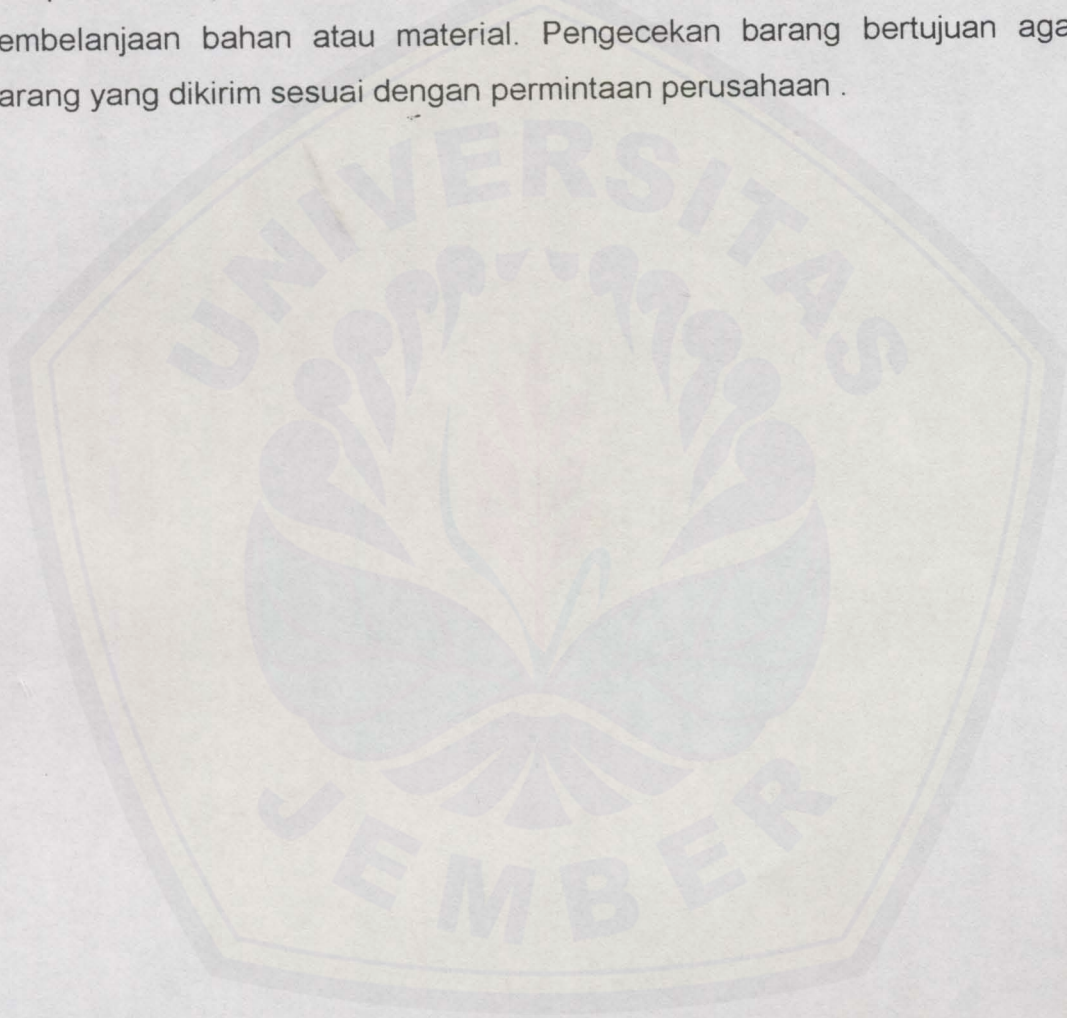 embelanjaan bahan atau material. Pengecekan barang bertujuan aga
arang yang dikirim sesuai dengan permintaan perusahaan .
UNIVERSITAS
JEMBER